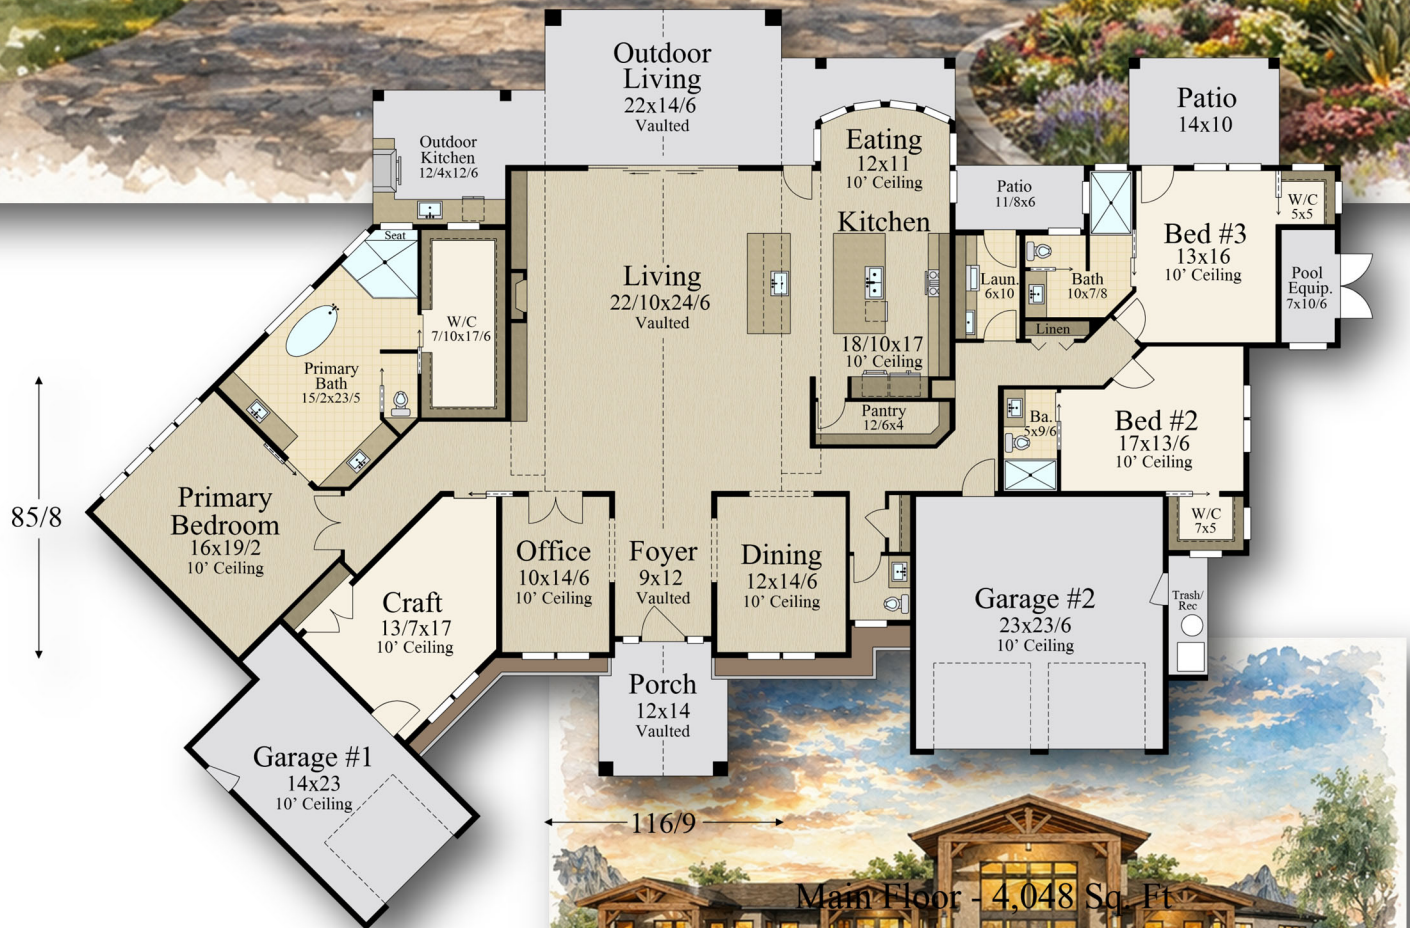 Outdoor
Living
22x14/6
Vaulted
Patio
14x10
Outdoor
Kitchen
12/4x12/6
Eating
12x11
10' Ceiling
Patio
11/8x6
W/C
5x5
Kitchen
Seat
Bed #3
13x16
10' Ceiling
Living
22/10x24/6
Vaulted
Laun.
6x10
Bath
10x7/8
Pool
Equip.
7x10/6
W/C
7/10x17/6
Linen
18/10x17
10' Ceiling
Primary
Bath
15/2x23/5
Pantry
12/6x4
Ba.
5x9/6
Bed #2
17x13/6
10' Ceiling
Primary
Bedroom
16x19/2
10' Ceiling
85/8
W/C
7x5
Office
10x14/6
10' Ceiling
Foyer
9x12
Vaulted
Dining
12x14/6
10' Ceiling
Craft
13/7x17
10' Ceiling
Garage #2
23x23/6
10' Ceiling
Trash/
Rec
Porch
12x14
Vaulted
Garage #1
14x23
10' Ceiling
116/9
Main Floor - 4,048 Sq. Ft